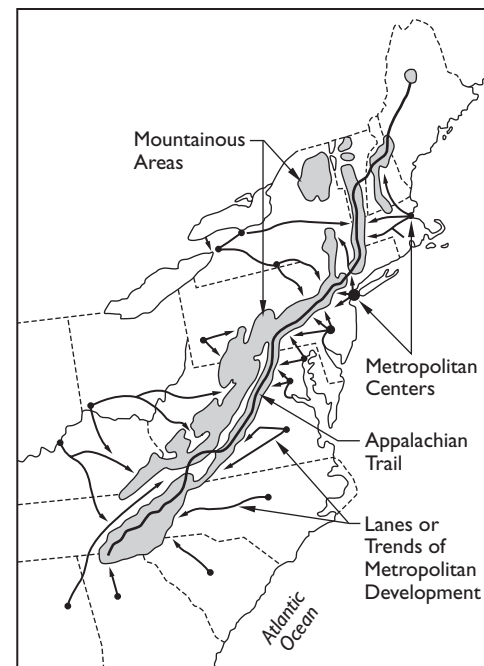 Mountainous
Areas
Metropolitan
Centers
Appalachian
Trail
Lanes or
Trends of
Metropolitan
Development
Atlantic
Ocean